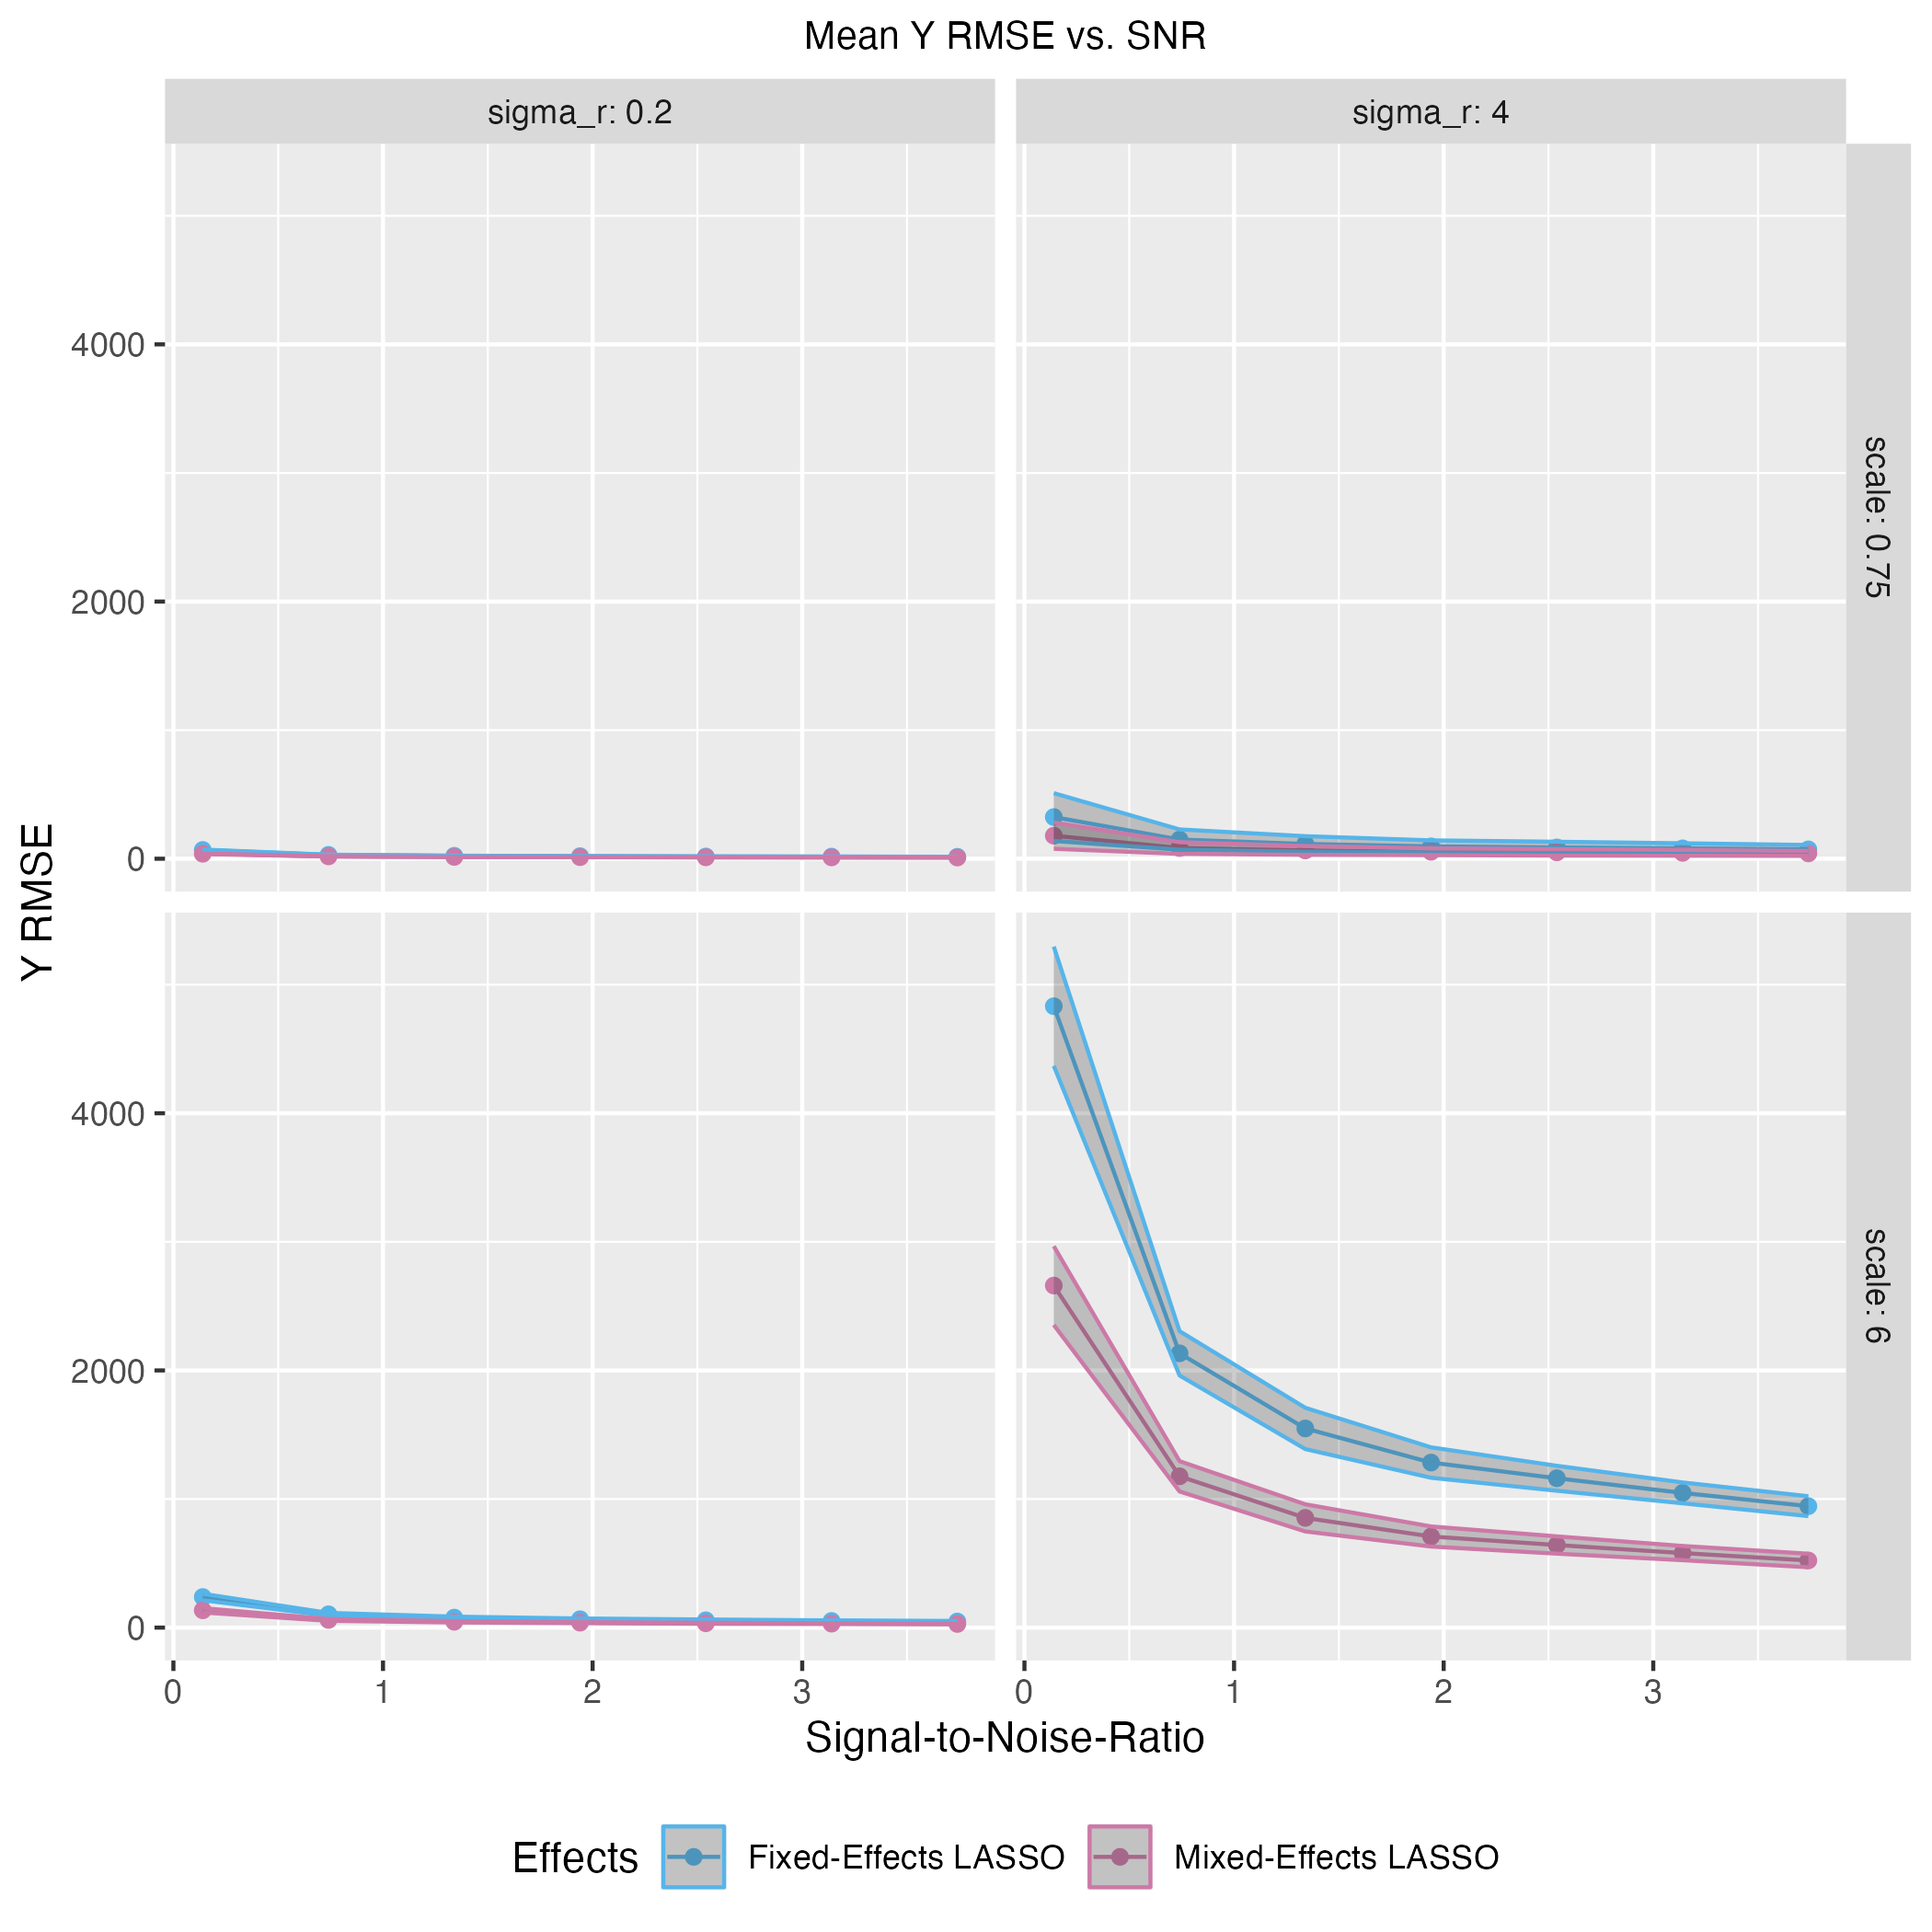 Mean Y RMSE vs. SNR
sigma_r: 0.2
sigma_r: 4
4000
2000
0
scale: 0.75
Y RMSE
4000
2000
0
scale: 6
0 1 2 3
0 1 2 3
Signal-to-Noise-Ratio
Effects Fixed-Effects LASSO Mixed-Effects LASSO